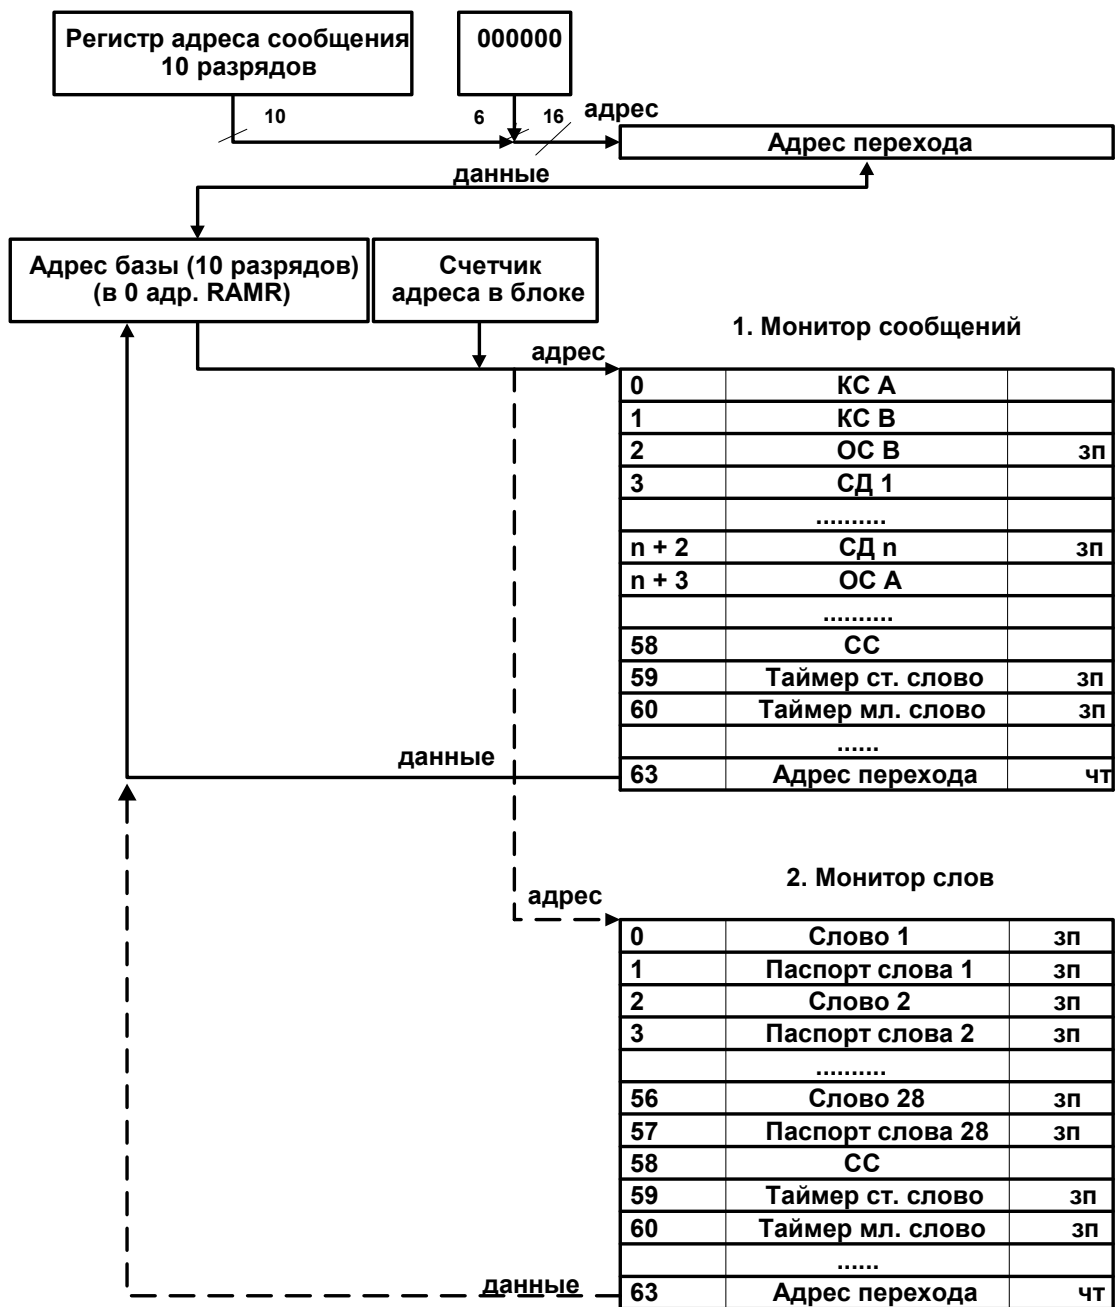 Регистр адреса сообщения
10 разрядов
000000
10
6
16
адрес
Адрес перехода
данные
Адрес базы (10 разрядов)
(в 0 адр. RAMR)
Счетчик
адреса в блоке
1. Монитор сообщений
адрес
0 КС А
1 КС В
2 ОС В зп
3 СД 1
..........
n + 2 СД n зп
n + 3 ОС А
..........
58 СС
59 Таймер ст. слово зп
60 Таймер мл. слово зп
......
данные
63 Адрес перехода чт
2. Монитор слов
адрес
0 Слово 1 зп
1 Паспорт слова 1 зп
2 Слово 2 зп
3 Паспорт слова 2 зп
..........
56 Слово 28 зп
57 Паспорт слова 28 зп
58 СС
59 Таймер ст. слово зп
60 Таймер мл. слово зп
......
данные
63 Адрес перехода чт